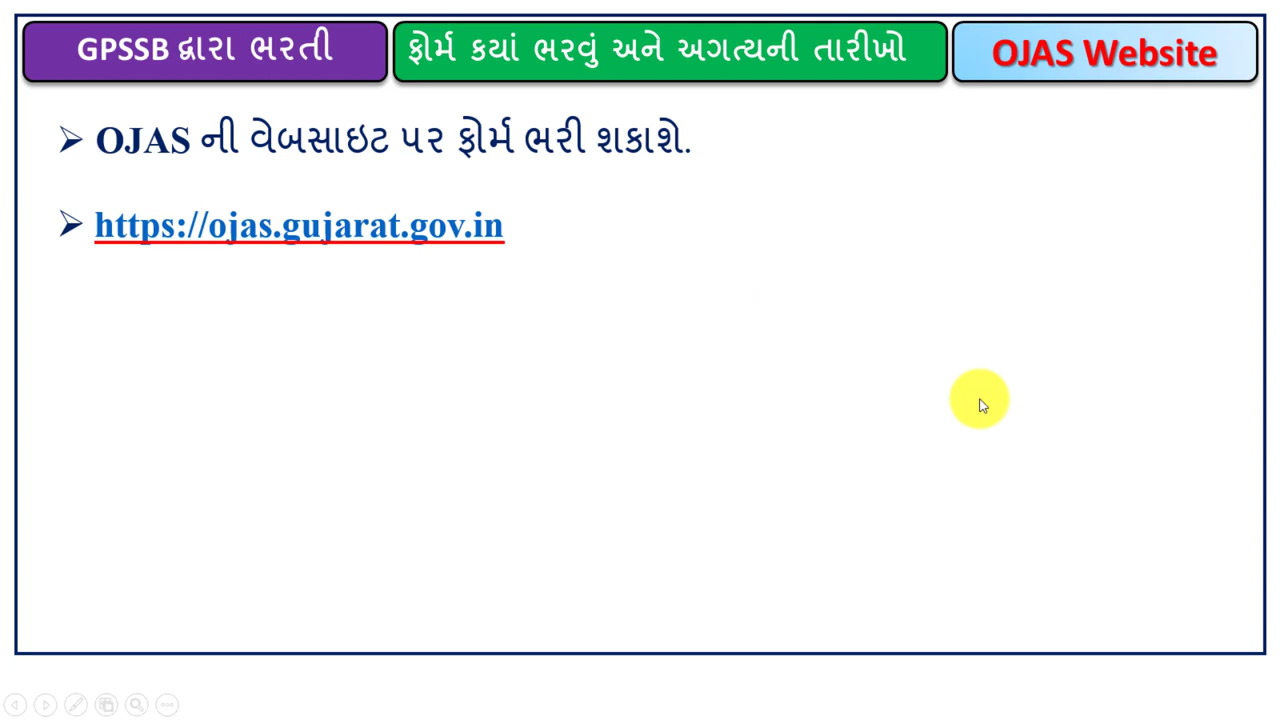 GPSSB દ્વારા ભરતી
ફોર્મ કયાં ભરવું અને અગત્યની તારીખો
OJAS Website
➢ OJAS ની વેબસાઇટ પર ફોર્મ ભરી શકાશે.
➢ https://ojas.gujarat.gov.in